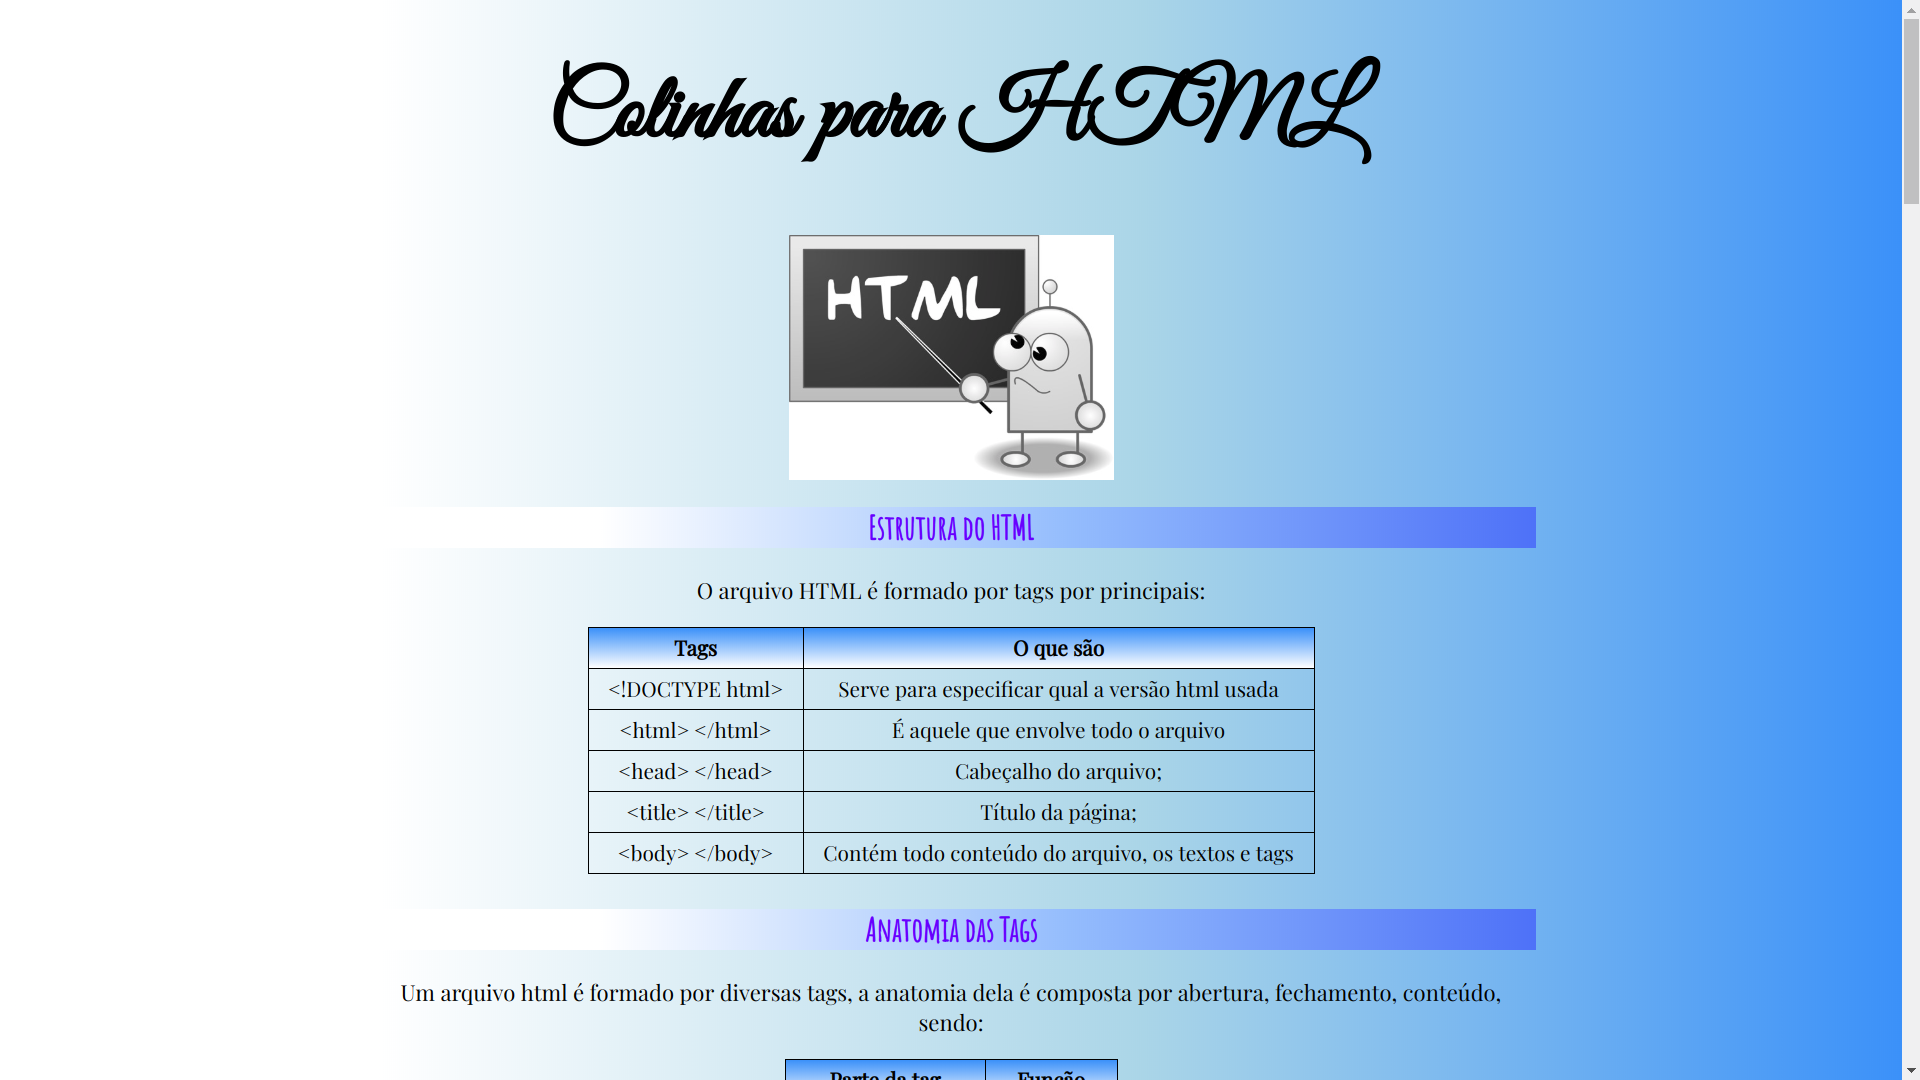 Colinhas para HTML
HTML
Estrutura do HTML
O arquivo HTML é formado por tags por principais:
Tags O que são
<!DOCTYPE html> Serve para especificar qual a versão html usada
<html> </html> É aquele que envolve todo o arquivo
<head> </head> Cabeçalho do arquivo;
<title> </title> Título da página;
<body> </body> Contém todo conteúdo do arquivo, os textos e tags
Anatomia das Tags
Um arquivo html é formado por diversas tags, a anatomia dela é composta por abertura, fechamento, conteúdo,
sendo:
Parte da tag Função